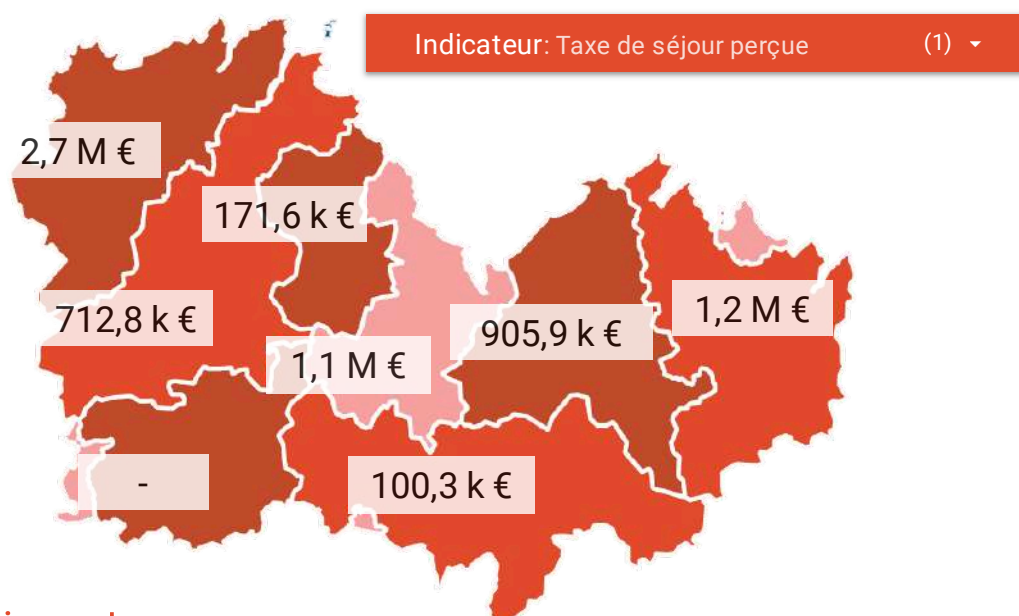 Indicateur: Taxe de séjour perçue (1)
2,7 M €
171,6 k €
712,8 k €
1,1 M €
905,9 k €
1,2 M €
-
100,3 k €